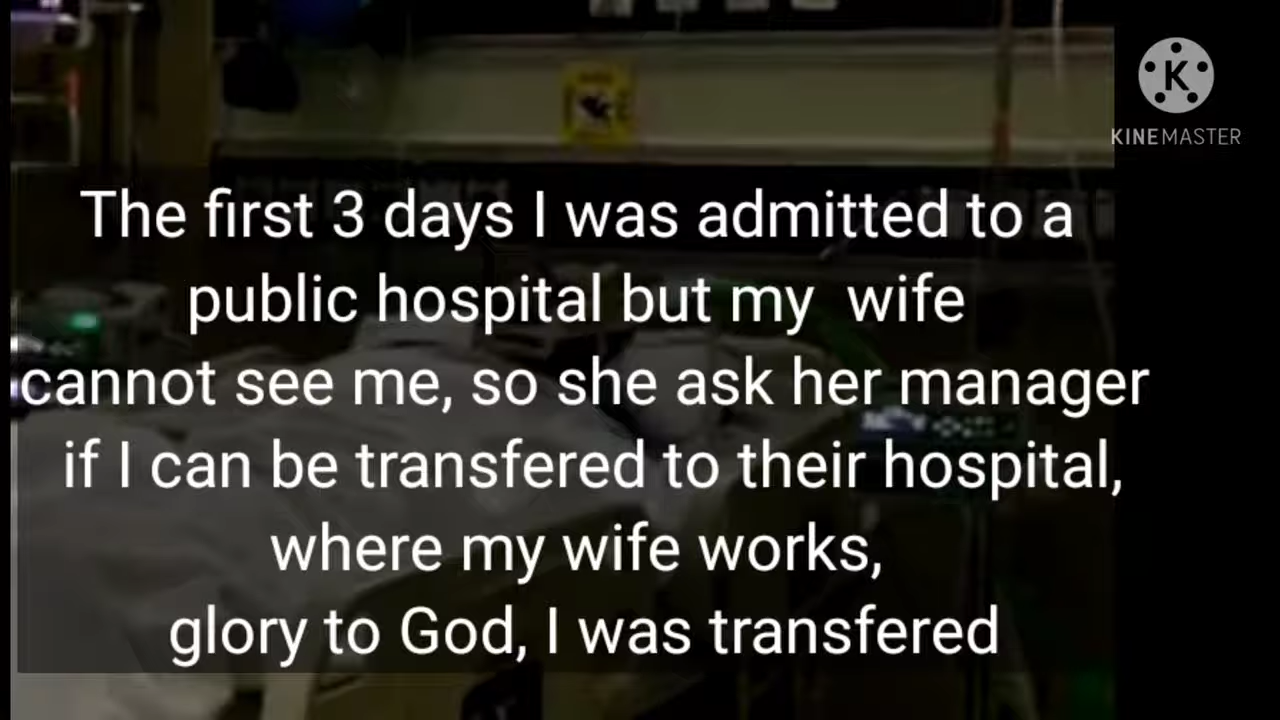 The first 3 days I was admitted to a
public hospital but my wife
cannot see me, so she ask her manager
if I can be transfered to their hospital,
where my wife works,
glory to God, I was transfered
K
KINEMASTER